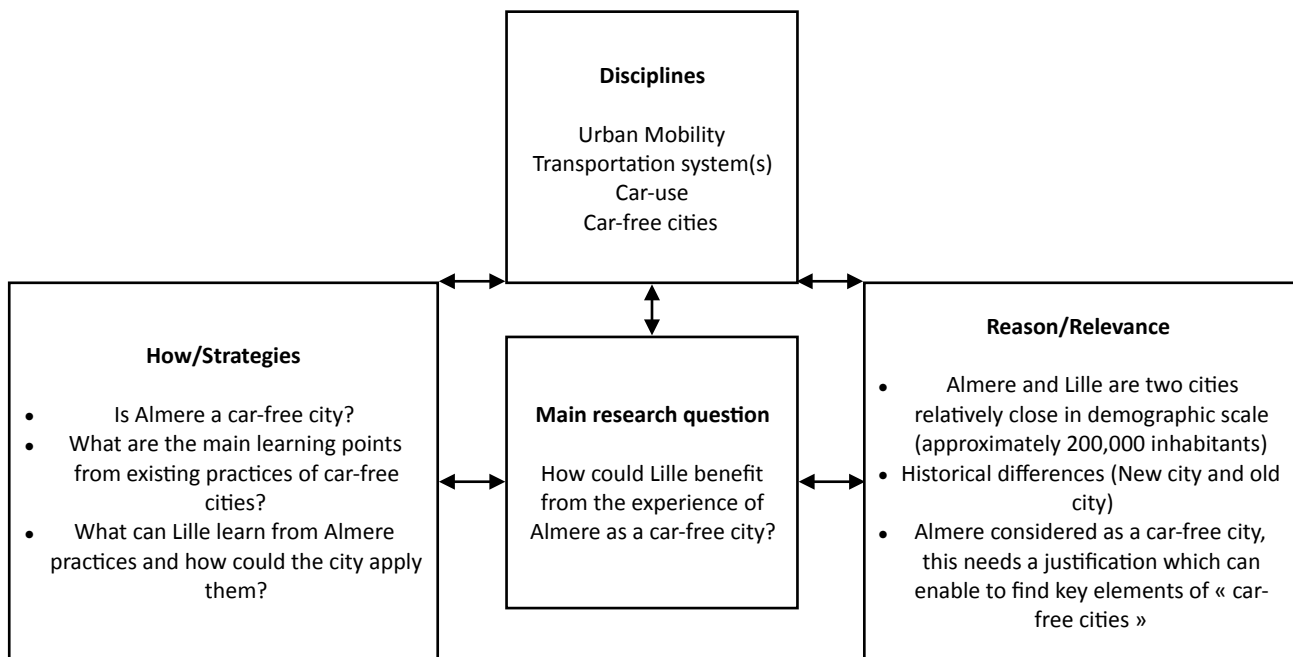 Disciplines
Urban Mobility
Transportation system(s)
Car-use
Car-free cities
How/Strategies
• Is Almere a car-free city?
• What are the main learning points
from existing practices of car-free
cities?
• What can Lille learn from Almere
practices and how could the city apply
them?
Main research question
How could Lille benefit
from the experience of
Almere as a car-free city?
Reason/Relevance
• Almere and Lille are two cities
relatively close in demographic scale
(approximately 200,000 inhabitants)
• Historical differences (New city and old
city)
• Almere considered as a car-free city,
this needs a justification which can
enable to find key elements of « car-
free cities »